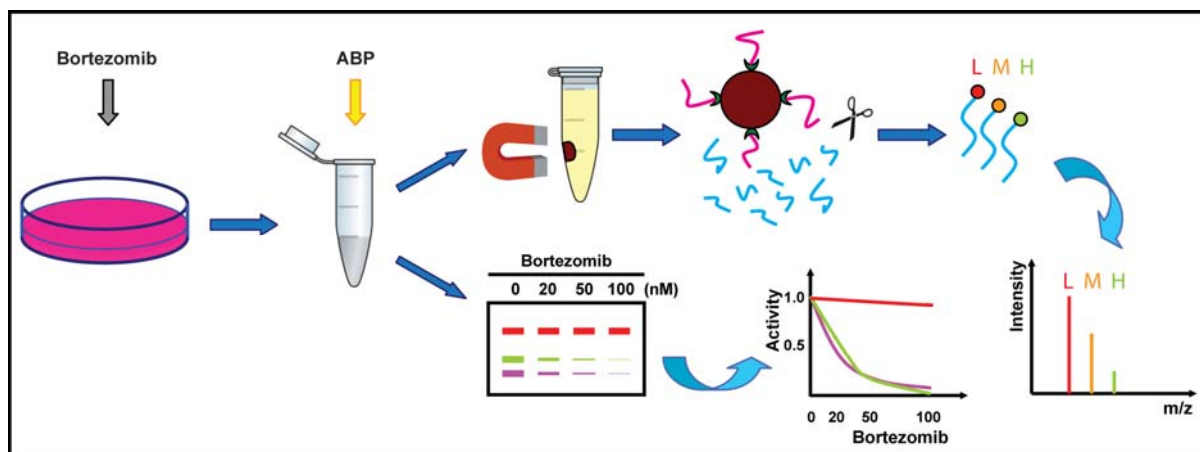 Bortezomib
ABP
L M H
Bortezomib
0 20 50 100 (nM)
Activity
1.0
0.5
0 20 50 100
Bortezomib
Intensity
L M H
m/z